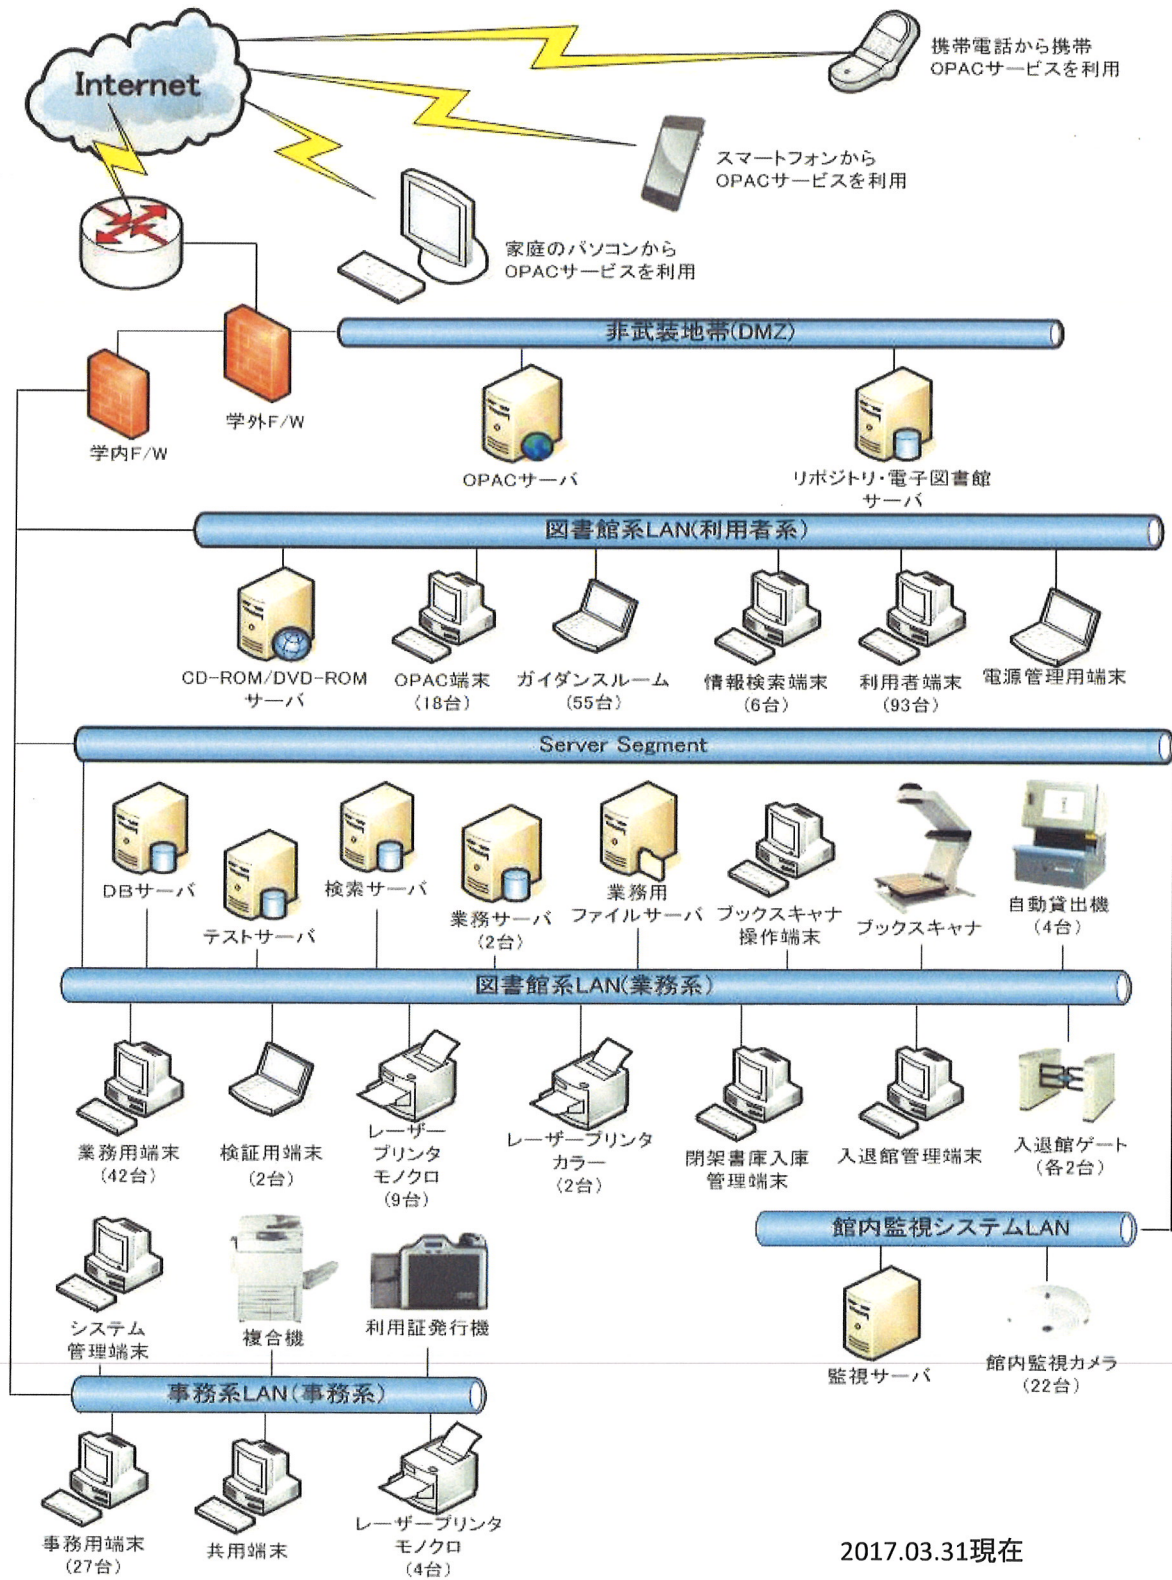 Internet
携帯電話から携帯
OPACサービスを利用
スマートフォンから
OPACサービスを利用
家庭のパソコンから
OPACサービスを利用
非武装地帯(DMZ)
学外F/W
学内F/W
OPACサーバ
リポジトリ・電子図書館
サーバ
図書館系LAN(利用者系)
CD-ROM/DVD-ROM
サーバ
OPAC端末
(18台)
ガイダンスルーム
(55台)
情報検索端末
(6台)
利用者端末
(93台)
電源管理用端末
Server Segment
DBサーバ
テストサーバ
検索サーバ
業務サーバ
(2台)
業務用
ファイルサーバ
ブックスキャナ
操作端末
ブックスキャナ
自動貸出機
(4台)
図書館系LAN(業務系)
業務用端末
(42台)
検証用端末
(2台)
レーザー
プリンタ
モノクロ
(9台)
レーザープリンタ
カラー
(2台)
閉架書庫入庫
管理端末
入退館管理端末
入退館ゲート
(各2台)
館内監視システムLAN
システム
管理端末
複合機
利用証発行機
監視サーバ
館内監視カメラ
(22台)
事務系LAN(事務系)
事務用端末
(27台)
共用端末
レーザープリンタ
モノクロ
(4台)
2017.03.31現在